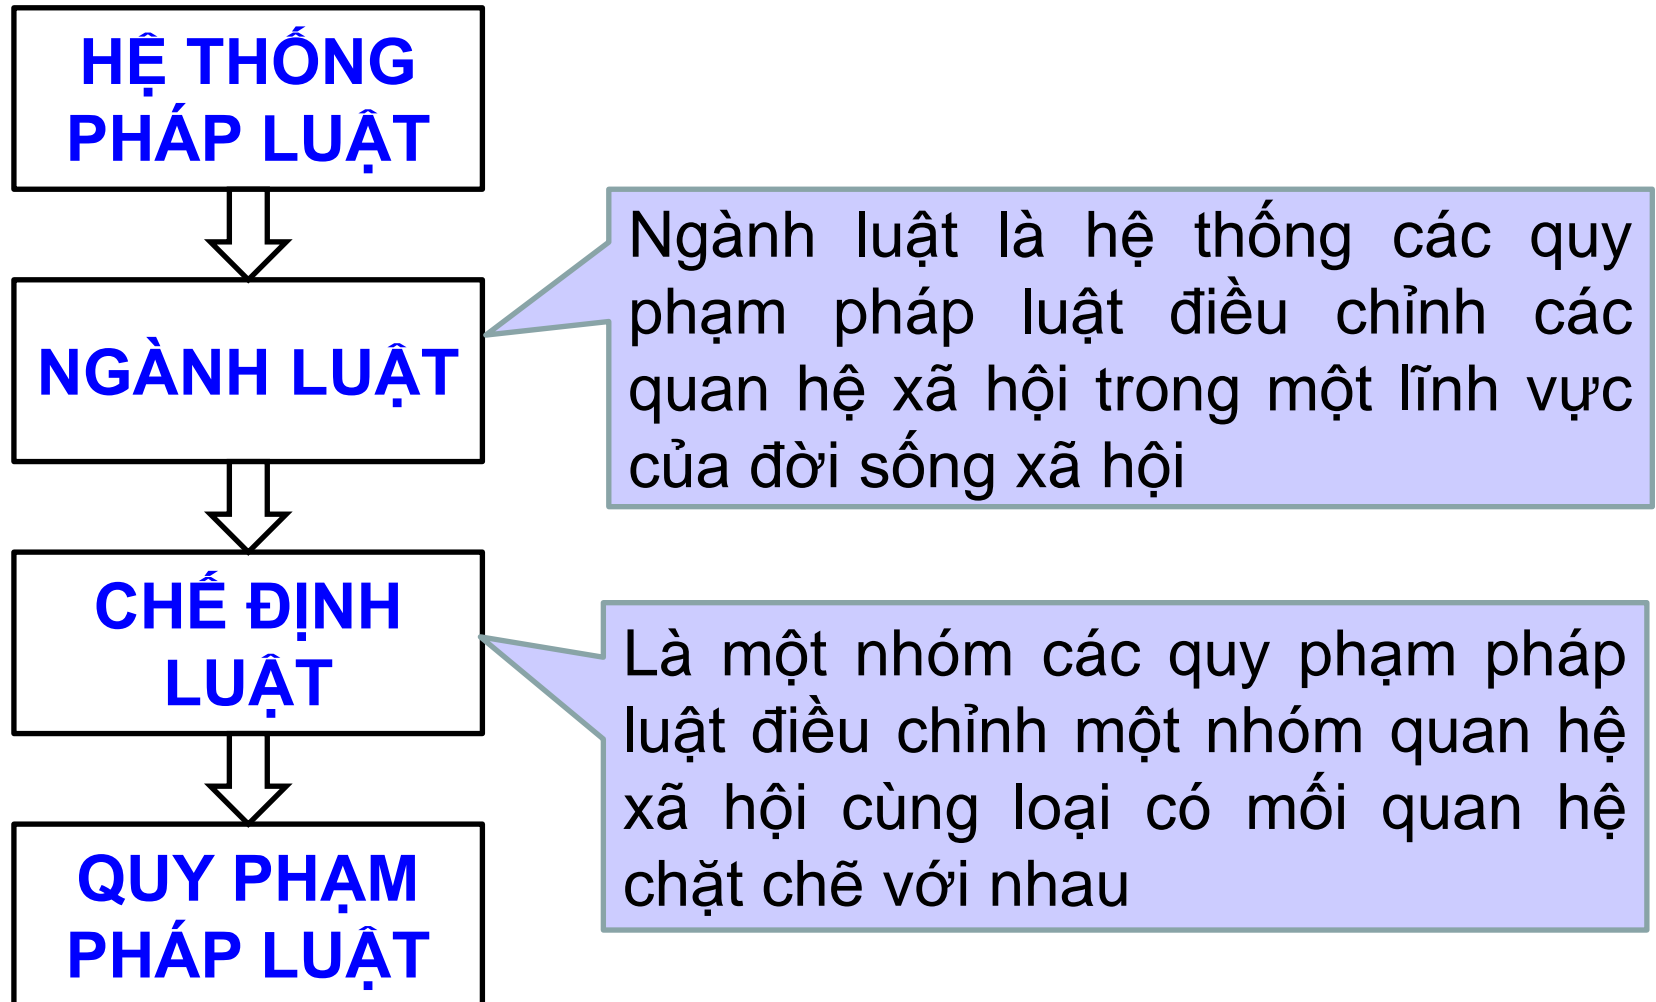 HỆ THỐNG
PHÁP LUẬT
NGÀNH LUẬT
Ngành luật là hệ thống các quy
phạm pháp luật điều chỉnh các
quan hệ xã hội trong một lĩnh vực
của đời sống xã hội
CHẾ ĐỊNH
LUẬT
Là một nhóm các quy phạm pháp
luật điều chỉnh một nhóm quan hệ
xã hội cùng loại có mối quan hệ
chặt chẽ với nhau
QUY PHẠM
PHÁP LUẬT